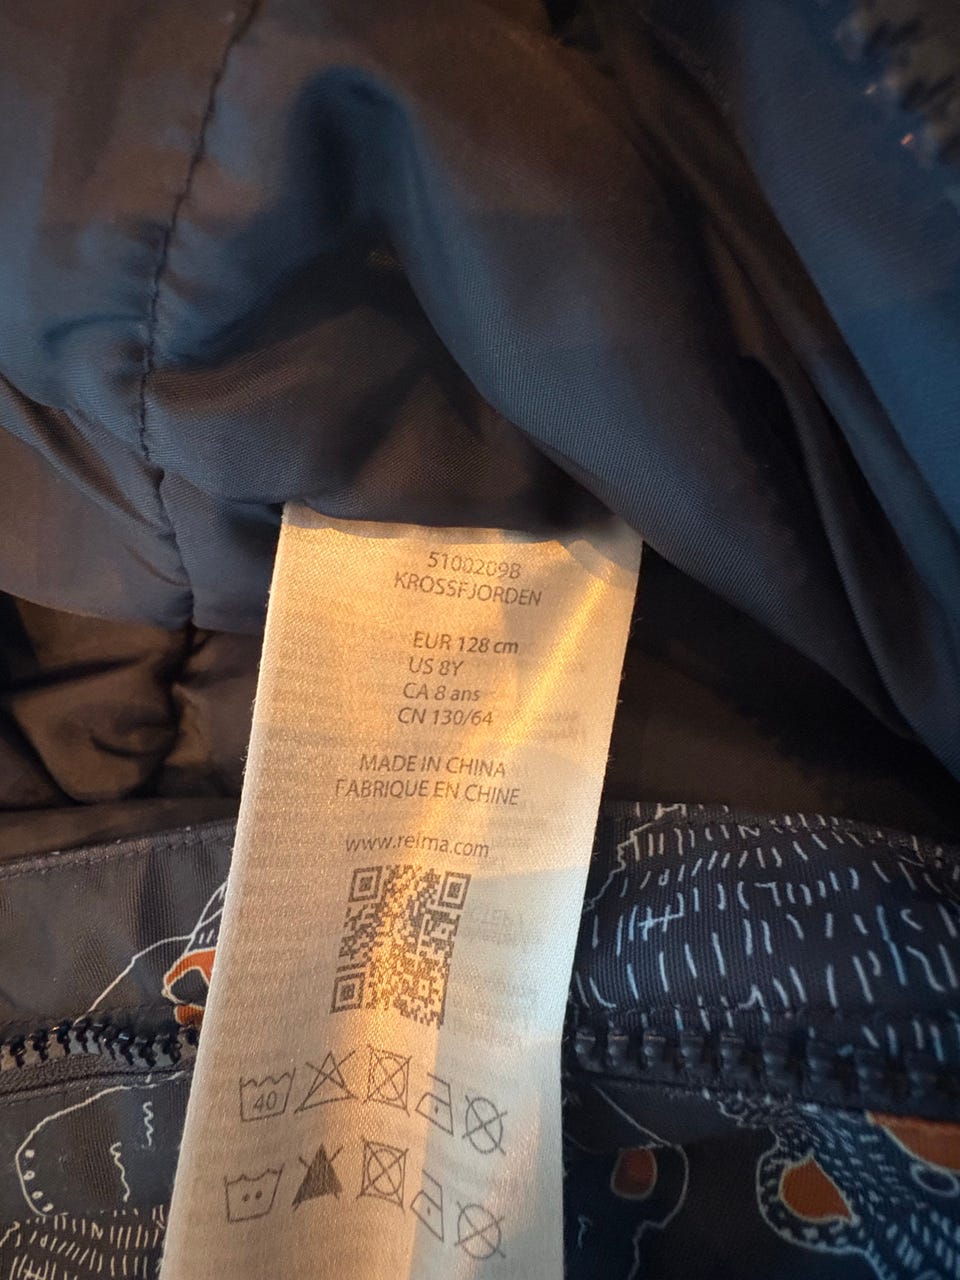 5100209B
KROSSFJORDEN
EUR 128 cm
US 8Y
CA 8 ans
CN 130/64
MADE IN CHINA
FABRIQUE EN CHINE
www.reima.com
40